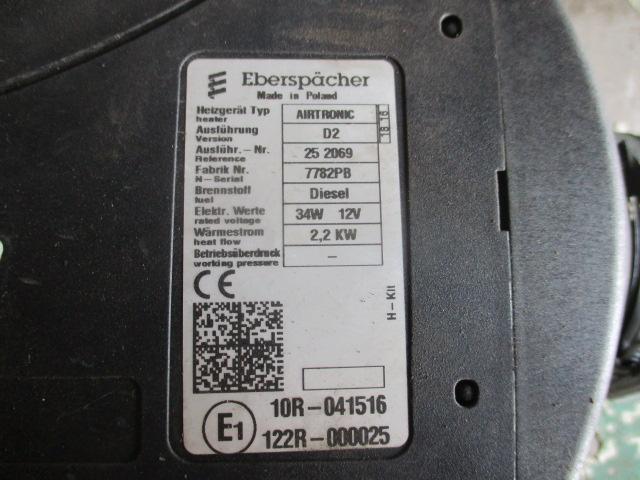 Eberspächer
Made in Poland
Heizgerät Typ AIRTRONIC
heater
Ausführung D2
Version
Ausführ.-Nr. 25 2069
Reference
Fabrik Nr. 7782PB
N-Serial
Brennstoff Diesel
fuel
Elektr. Werte 34W 12V
rated voltage
Wärmestrom 2,2 KW
heat flow
Betriebsüberdruck –
working pressure
18 16
CE
H-Kit
10R-041516
E1
122R-000025